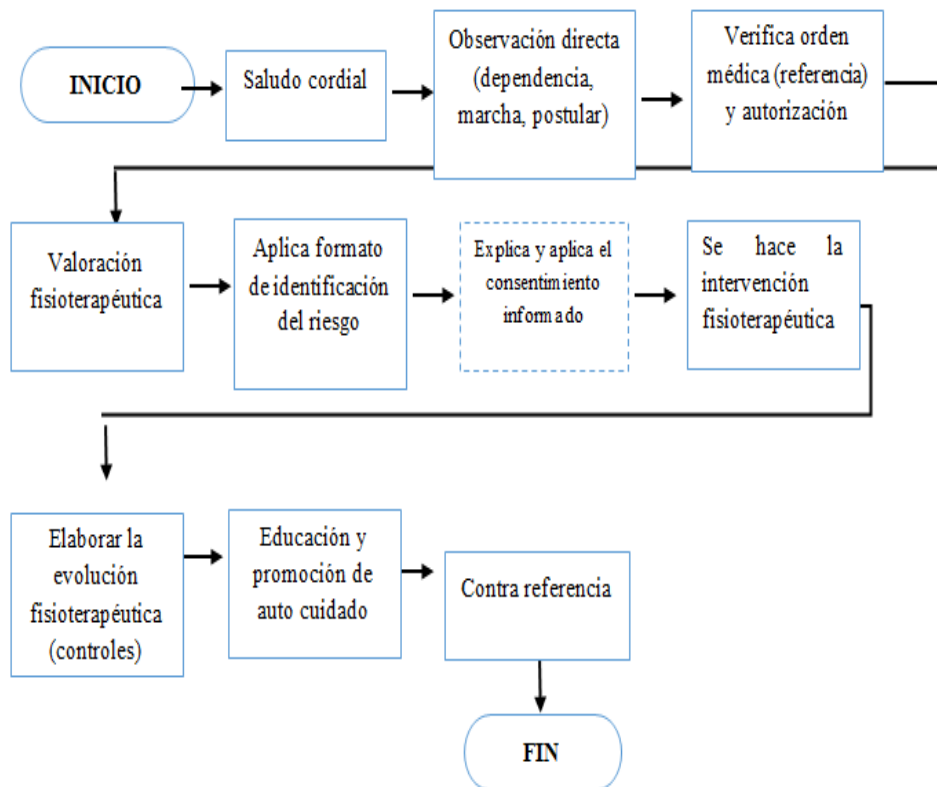 INICIO
Saludo cordial
Observación directa
(dependencia,
marcha, postular)
Verifica orden
médica (referencia)
y autorización
Valoración
fisioterapéutica
Aplica formato
de identificación
del riesgo
Explica y aplica el
consentimiento
informado
Se hace la
intervención
fisioterapéutica
Elaborar la
evolución
fisioterapéutica
(controles)
Educación y
promoción de
auto cuidado
Contra referencia
FIN